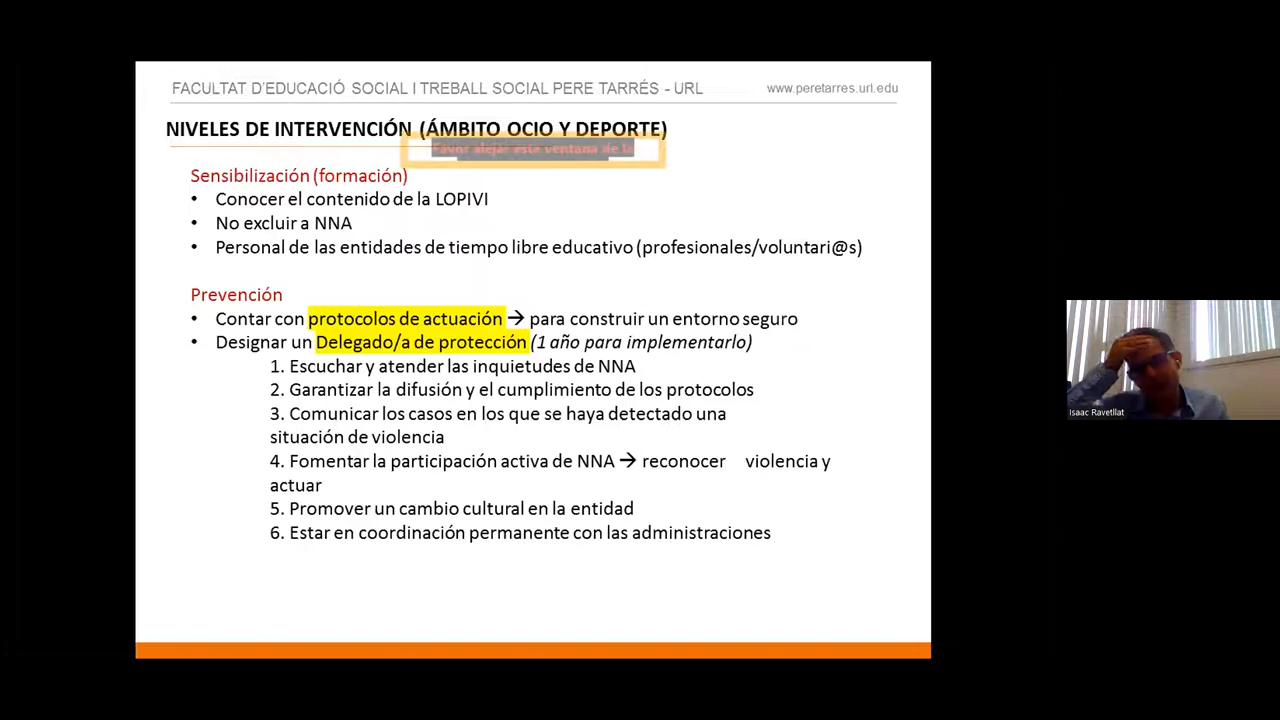 FACULTAT D'EDUCACIÓ SOCIAL I TREBALL SOCIAL PERE TARRÉS - URL
www.peretarres.url.edu
NIVELES DE INTERVENCIÓN (ÁMBITO OCIO Y DEPORTE)
Favor alejar esta ventana de la
Sensibilización (formación)
• Conocer el contenido de la LOPIVI
• No excluir a NNA
• Personal de las entidades de tiempo libre educativo (profesionales/voluntari@s)
Prevención
• Contar con protocolos de actuación → para construir un entorno seguro
• Designar un Delegado/a de protección (1 año para implementarlo)
1. Escuchar y atender las inquietudes de NNA
2. Garantizar la difusión y el cumplimiento de los protocolos
3. Comunicar los casos en los que se haya detectado una
situación de violencia
4. Fomentar la participación activa de NNA → reconocer violencia y
actuar
5. Promover un cambio cultural en la entidad
6. Estar en coordinación permanente con las administraciones
Isaac Ravetllat